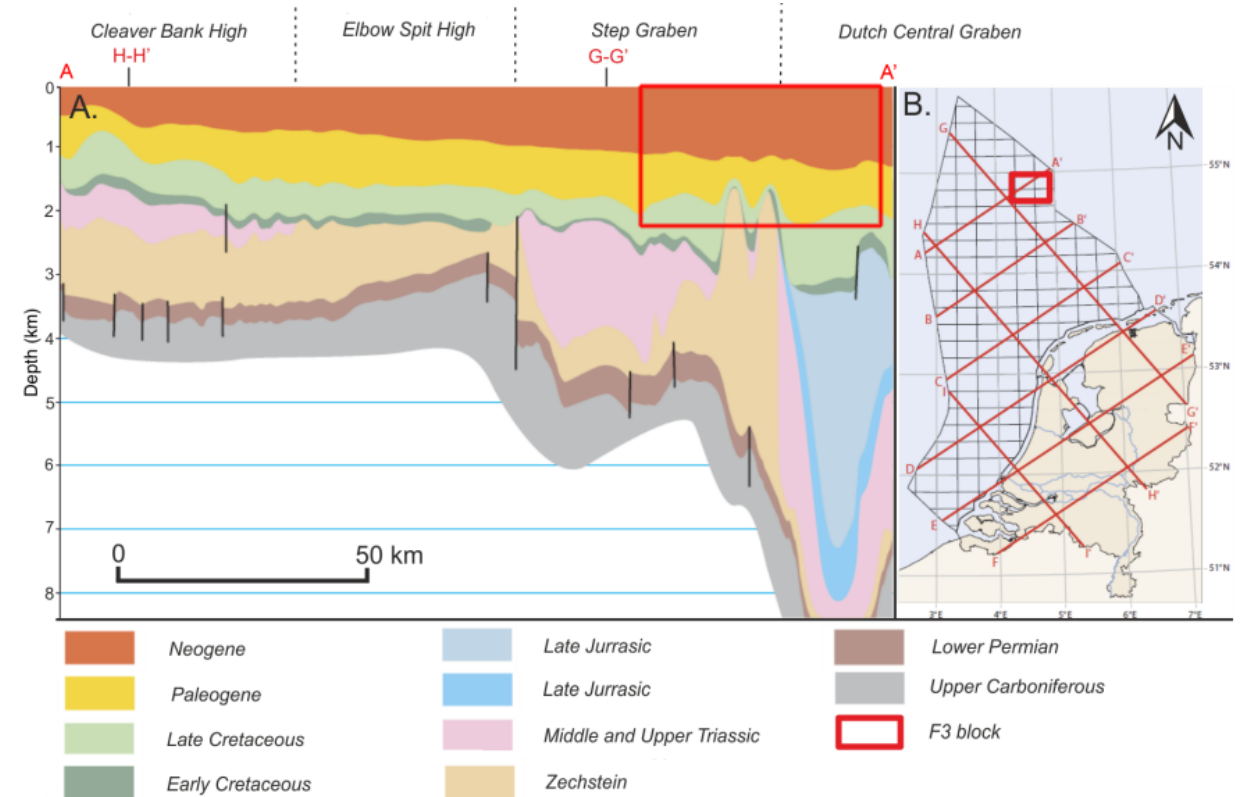 Cleaver Bank High
Elbow Spit High
Step Graben
Dutch Central Graben
H-H'
G-G'
A
A'
A.
B.
N
0
1
2
3
4
5
6
7
8
Depth (km)
0
50 km
G
A'
H
A
B'
B
C'
C
I
D'
E'
D
G'
F'
H'
E
F
I'
55°N
54°N
53°N
52°N
51°N
3°E
4°E
5°E
6°E
7°E
Neogene
Late Jurrasic
Lower Permian
Paleogene
Late Jurrasic
Upper Carboniferous
Late Cretaceous
Middle and Upper Triassic
F3 block
Early Cretaceous
Zechstein